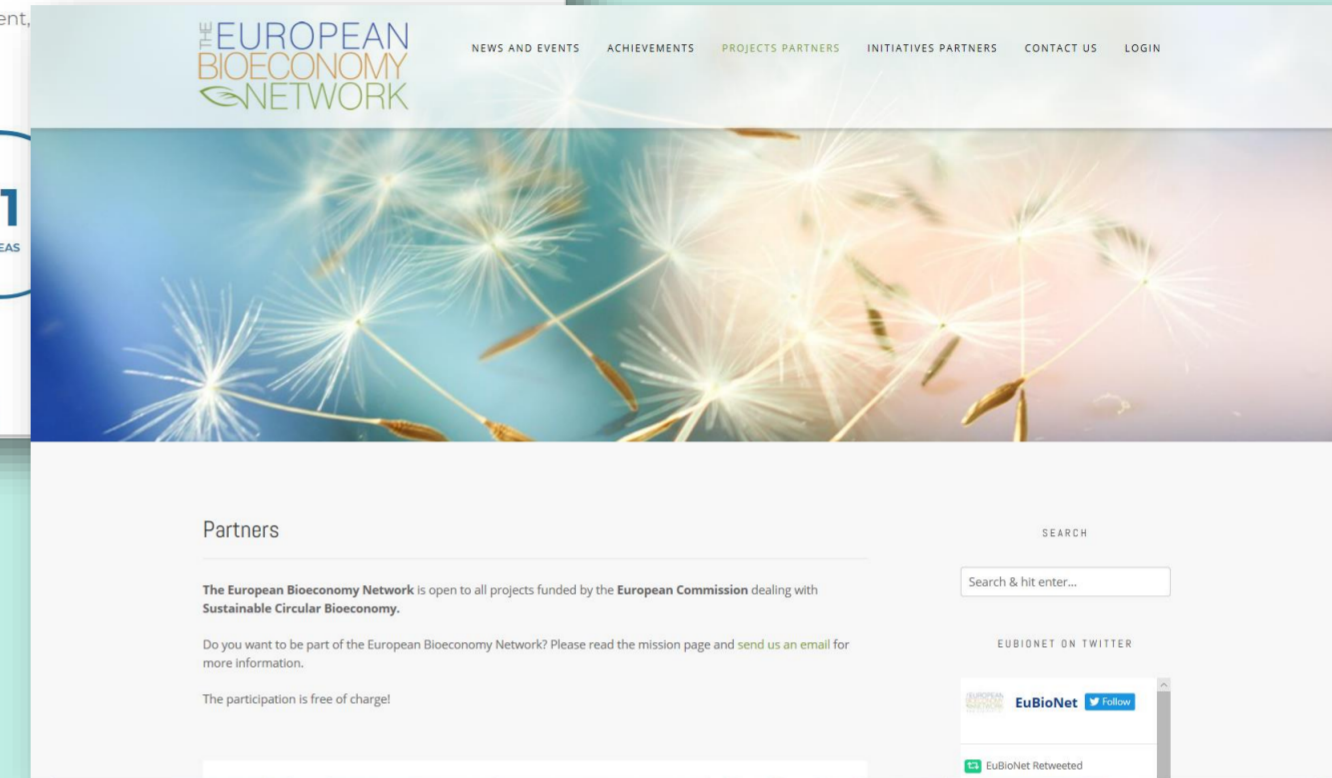 ent,
1
EAS
THE EUROPEAN
BIOECONOMY
NETWORK
NEWS AND EVENTS ACHIEVEMENTS PROJECTS PARTNERS INITIATIVES PARTNERS CONTACT US LOGIN
Partners
The European Bioeconomy Network is open to all projects funded by the European Commission dealing with
Sustainable Circular Bioeconomy.
Do you want to be part of the European Bioeconomy Network? Please read the mission page and send us an email for
more information.
The participation is free of charge!
SEARCH
Search & hit enter...
EUBIONET ON TWITTER
EUROPEAN
BIOECONOMY
NETWORK
EuBioNet Follow
EuBioNet Retweeted